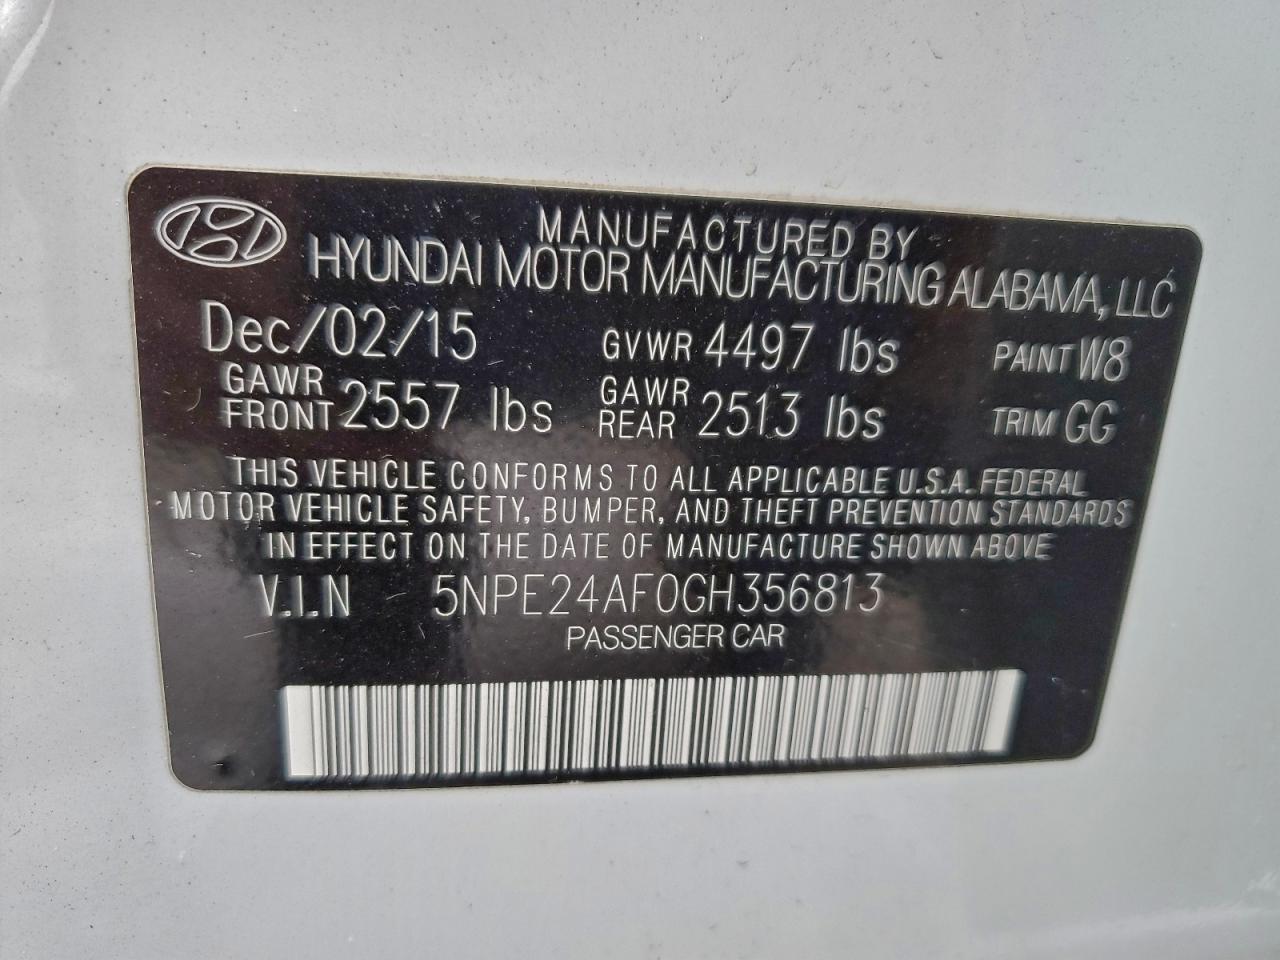 MANUFACTURED BY
HYUNDAI MOTOR MANUFACTURING ALABAMA, LLC
Dec/02/15 GVWR 4497 lbs PAINT W8
GAWR FRONT 2557 lbs GAWR REAR 2513 lbs TRIM GG
THIS VEHICLE CONFORMS TO ALL APPLICABLE U.S.A. FEDERAL
MOTOR VEHICLE SAFETY, BUMPER, AND THEFT PREVENTION STANDARDS
IN EFFECT ON THE DATE OF MANUFACTURE SHOWN ABOVE
V.I.N 5NPE24AF0GH356813
PASSENGER CAR